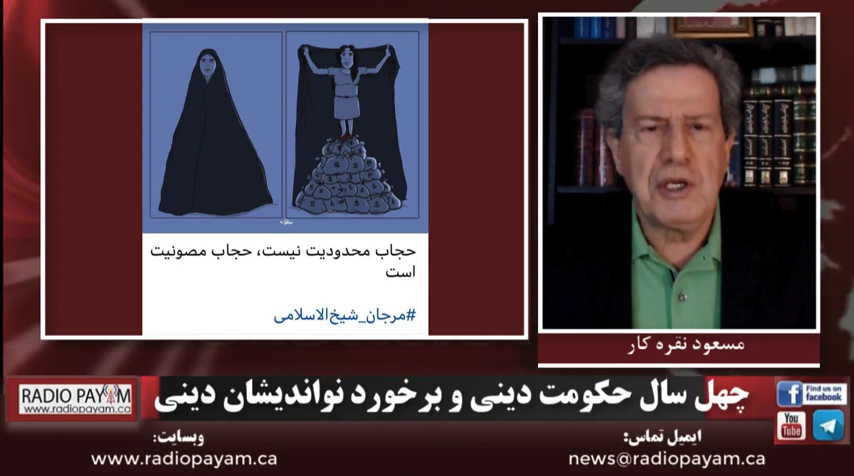 حجاب محدودیت نیست، حجاب مصونیت
است
#مرجان_شیخ‌الاسلامی
مسعود نقره کار
RADIO PAYAM
www.radiopayam.ca
چهل سال حکومت دینی و برخورد نواندیشان دینی
Find us on
facebook
You
Tube
وبسایت:
www.radiopayam.ca
ایمیل تماس:
news@radiopayam.ca